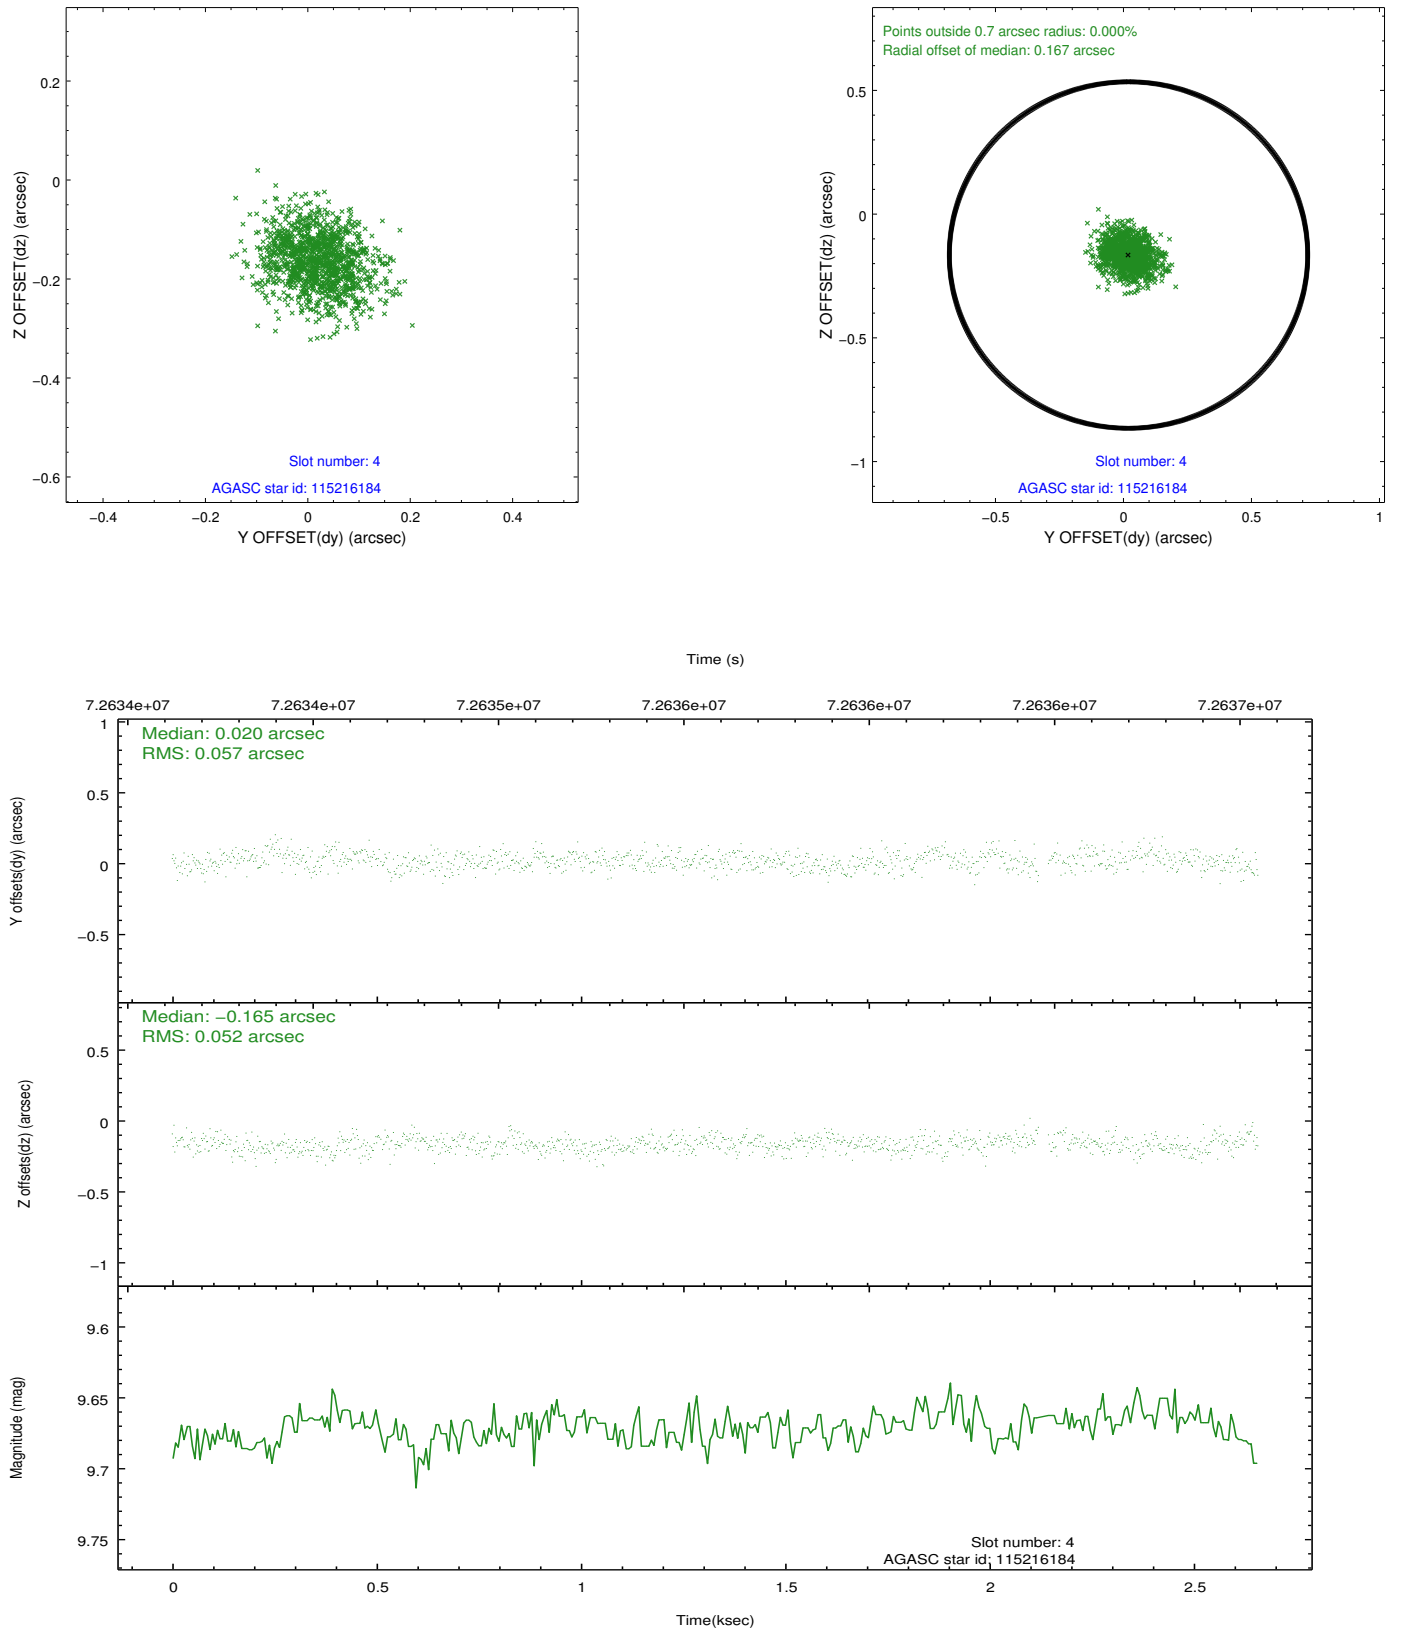 0.2
0
−0.2
−0.4
−0.6
Z OFFSET(dz) (arcsec)
Slot number: 4
AGASC star id: 115216184
−0.4
−0.2
0
0.2
0.4
Y OFFSET(dy) (arcsec)
Points outside 0.7 arcsec radius: 0.000%
Radial offset of median: 0.167 arcsec
0.5
0
−0.5
−1
Z OFFSET(dz) (arcsec)
Slot number: 4
AGASC star id: 115216184
−0.5
0
0.5
1
Y OFFSET(dy) (arcsec)
Time (s)
7.2634e+07
7.2634e+07
7.2635e+07
7.2636e+07
7.2636e+07
7.2636e+07
7.2637e+07
Median: 0.020 arcsec
RMS: 0.057 arcsec
1
0.5
0
−0.5
Y offsets(dy) (arcsec)
Median: −0.165 arcsec
RMS: 0.052 arcsec
0.5
0
−0.5
−1
Z offsets(dz) (arcsec)
9.6
9.65
9.7
9.75
Magnitude (mag)
Slot number: 4
AGASC star id: 115216184
0
0.5
1
1.5
2
2.5
Time(ksec)